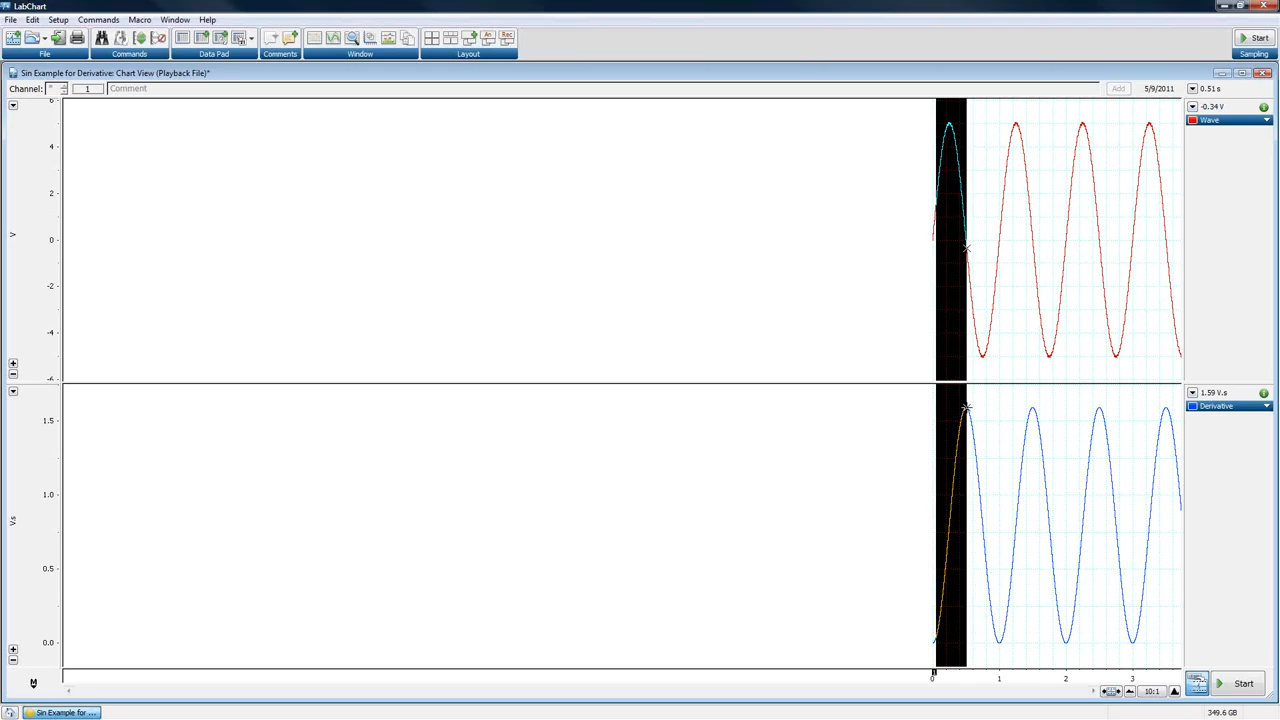 LabChart
File Edit Setup Commands Macro Window Help
File Commands Data Pad Comments Window Layout
An Rec
Start
Sampling
Sin Example for Derivative: Chart View (Playback File)*
Channel: * 1 Comment Add 5/9/2011 0.51 s
6
4
2
0
-2
-4
-6
V
-0.34 V
Wave
1.5
1.0
0.5
0.0
V.s
1.59 V.s
Derivative
0 1 2 3
M
10:1
Start
Sin Example for ...
349.6 GB